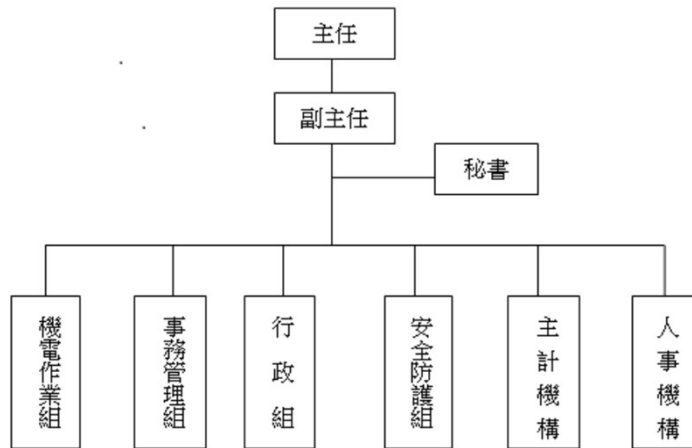 主任
副主任
秘書
機電作業組
事務管理組
行政組
安全防護組
主計機構
人事機構